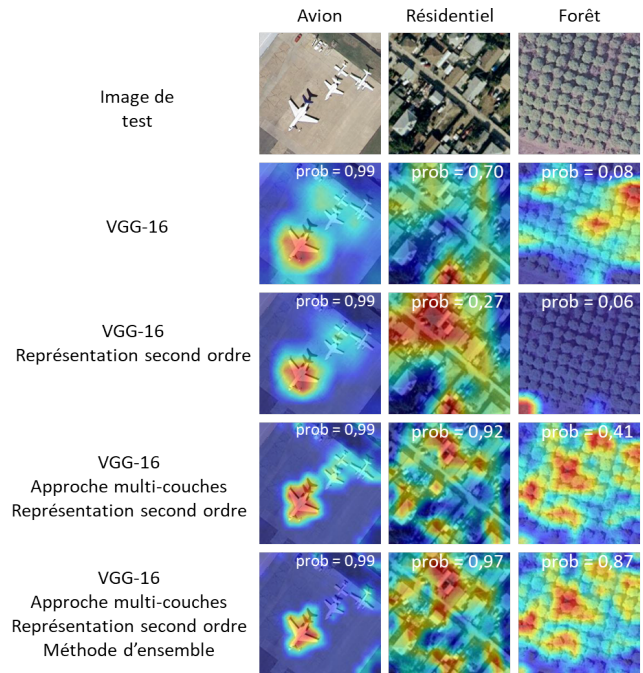 Avion Résidentiel Forêt
Image de
test
prob = 0,99 prob = 0,70 prob = 0,08
VGG-16
prob = 0,99 prob = 0,27 prob = 0,06
VGG-16
Représentation second ordre
prob = 0,99 prob = 0,92 prob = 0,41
VGG-16
Approche multi-couches
Représentation second ordre
prob = 0,99 prob = 0,97 prob = 0,87
VGG-16
Approche multi-couches
Représentation second ordre
Méthode d’ensemble